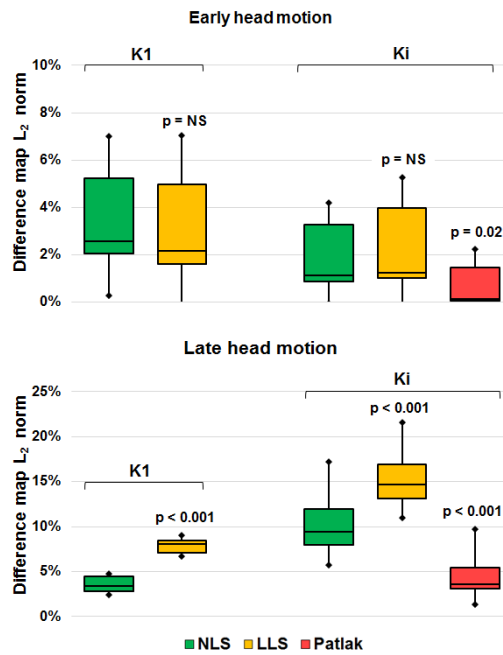 Early head motion
K1
Ki
10%
8%
6%
4%
2%
0%
Difference map L₂ norm
p = NS
p = NS
p = 0.02
Late head motion
Ki
25%
20%
15%
10%
5%
0%
Difference map L₂ norm
p < 0.001
K1
p < 0.001
p < 0.001
NLS LLS Patlak